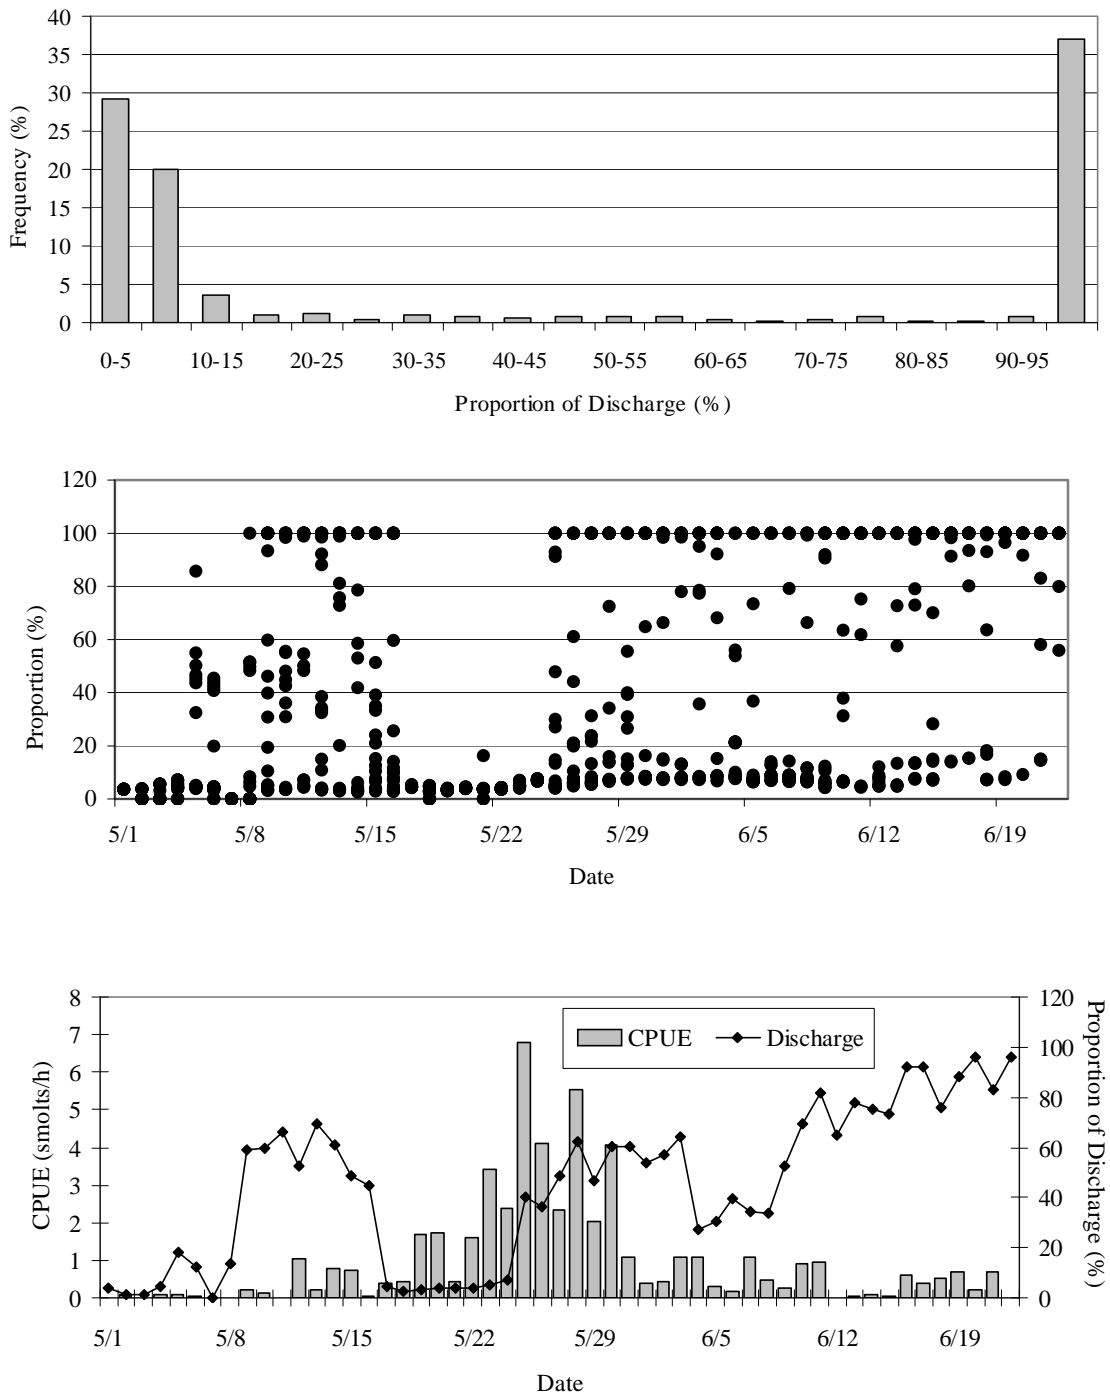 40
35
30
25
20
15
10
5
0
Frequency (%)
0-5 10-15 20-25 30-35 40-45 50-55 60-65 70-75 80-85 90-95
Proportion of Discharge (%)
120
100
80
60
40
20
0
Proportion (%)
5/1 5/8 5/15 5/22 5/29 6/5 6/12 6/19
Date
8
7
6
5
4
3
2
1
0
CPUE (smolts/h)
CPUE Discharge
120
100
80
60
40
20
0
Proportion of Discharge (%)
5/1 5/8 5/15 5/22 5/29 6/5 6/12 6/19
Date